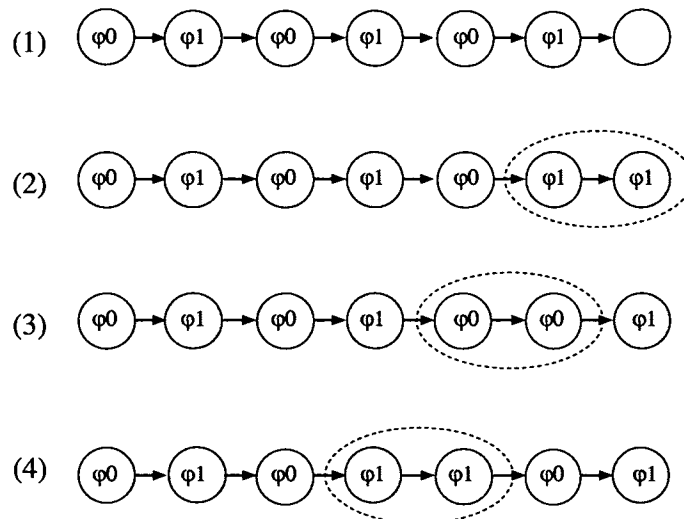 (1) φ0 φ1 φ0 φ1 φ0 φ1
(2) φ0 φ1 φ0 φ1 φ0 φ1 φ1
(3) φ0 φ1 φ0 φ1 φ0 φ0 φ1
(4) φ0 φ1 φ0 φ1 φ1 φ0 φ1